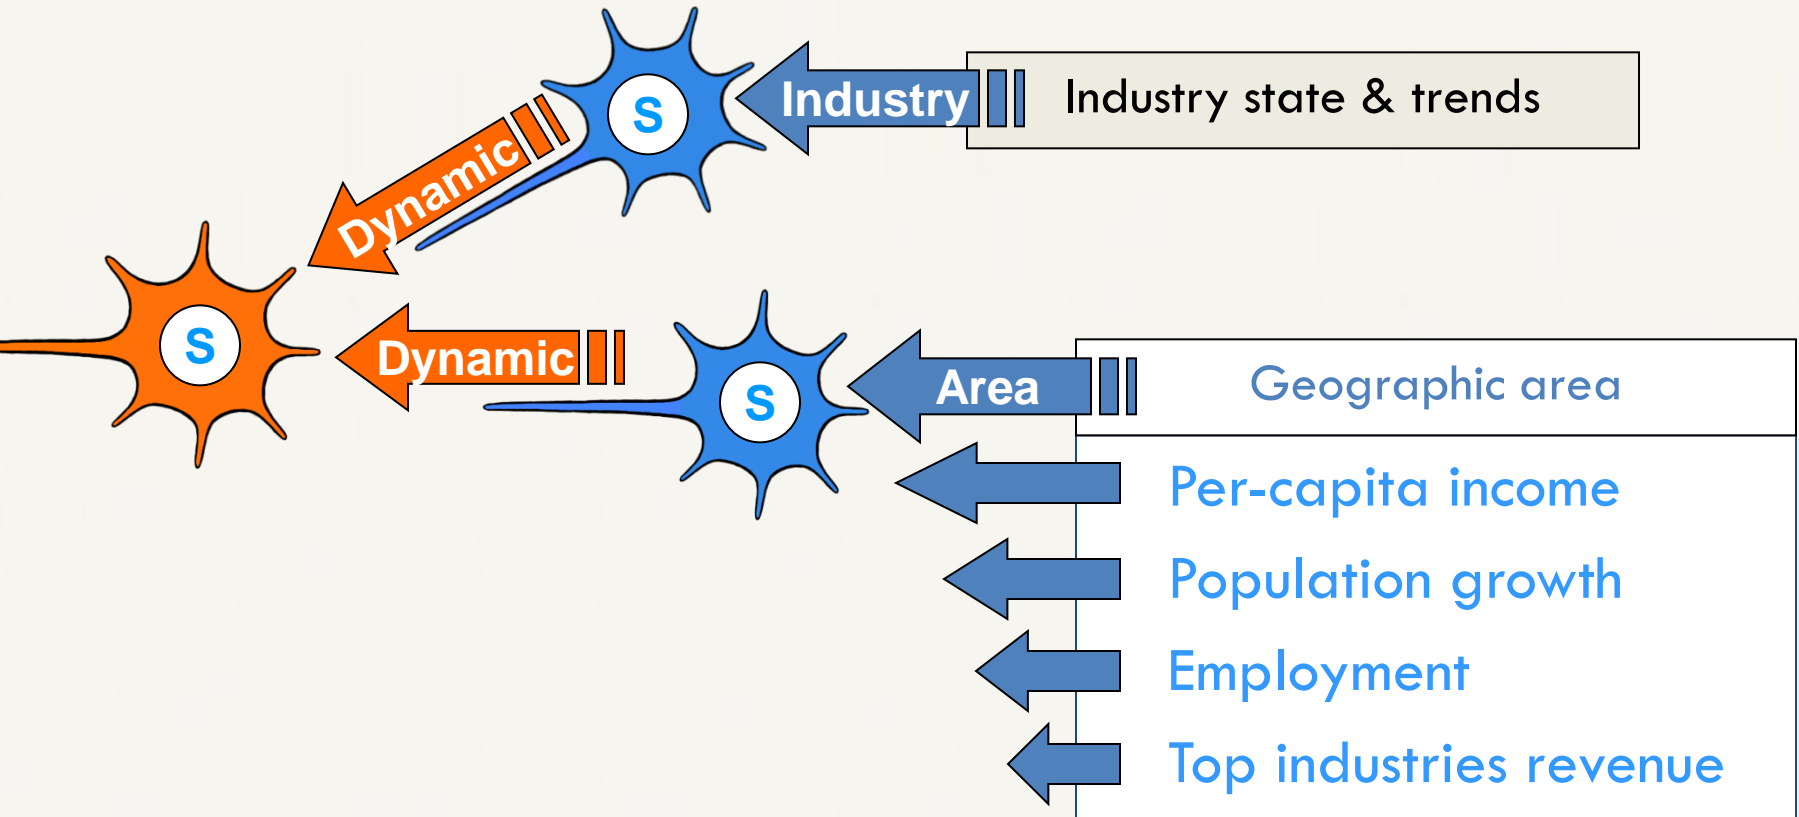 S
Industry
Industry state & trends
Dynamic
S
Dynamic
S
Area
Geographic area
Per-capita income
Population growth
Employment
Top industries revenue